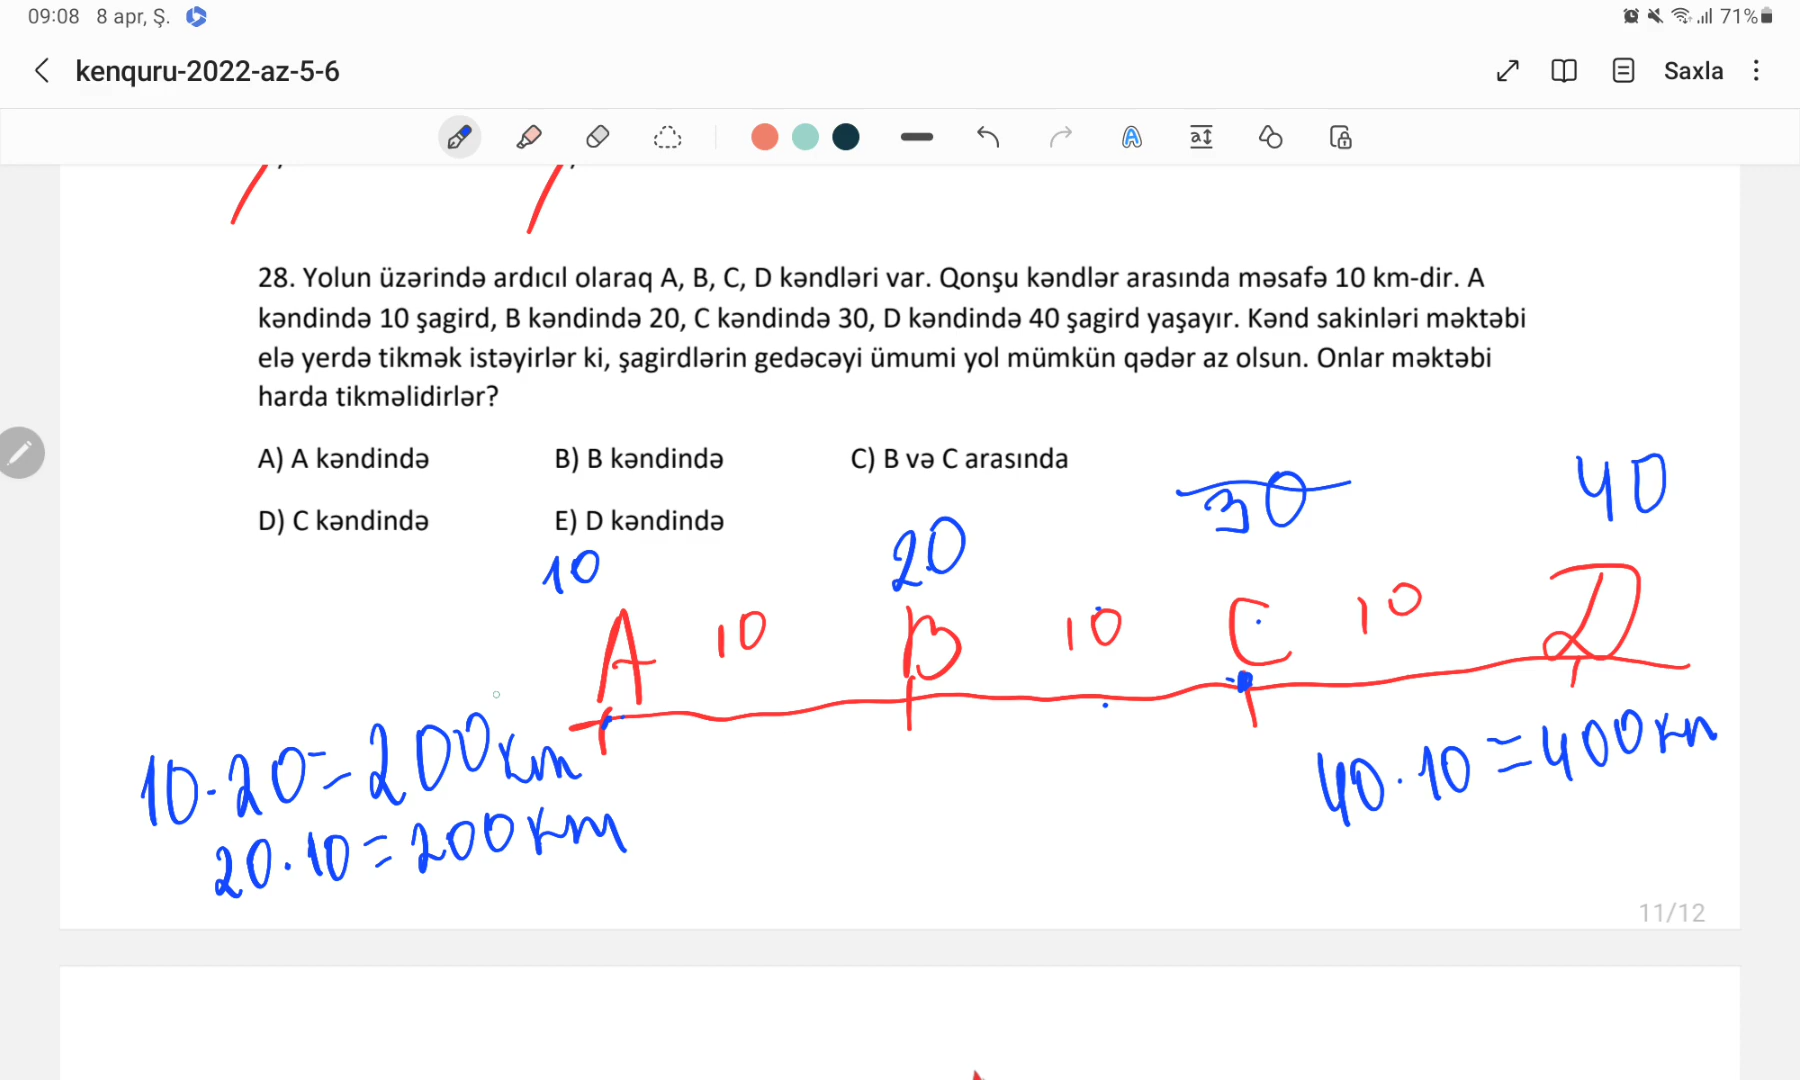 09:08 8 apr, Ş. 71%
kenquru-2022-az-5-6 Saxla
28. Yolun üzərində ardıcıl olaraq A, B, C, D kəndləri var. Qonşu kəndlər arasında məsafə 10 km-dir. A
kəndində 10 şagird, B kəndində 20, C kəndində 30, D kəndində 40 şagird yaşayır. Kənd sakinləri məktəbi
elə yerdə tikmək istəyirlər ki, şagirdlərin gedəcəyi ümumi yol mümkün qədər az olsun. Onlar məktəbi
harda tikməlidirlər?
A) A kəndində B) B kəndində C) B və C arasında
D) C kəndində E) D kəndində
10 20 30 40
A 10 B 10 C 10 D
10·20=200km
20·10=200km
40·10=400km
11/12